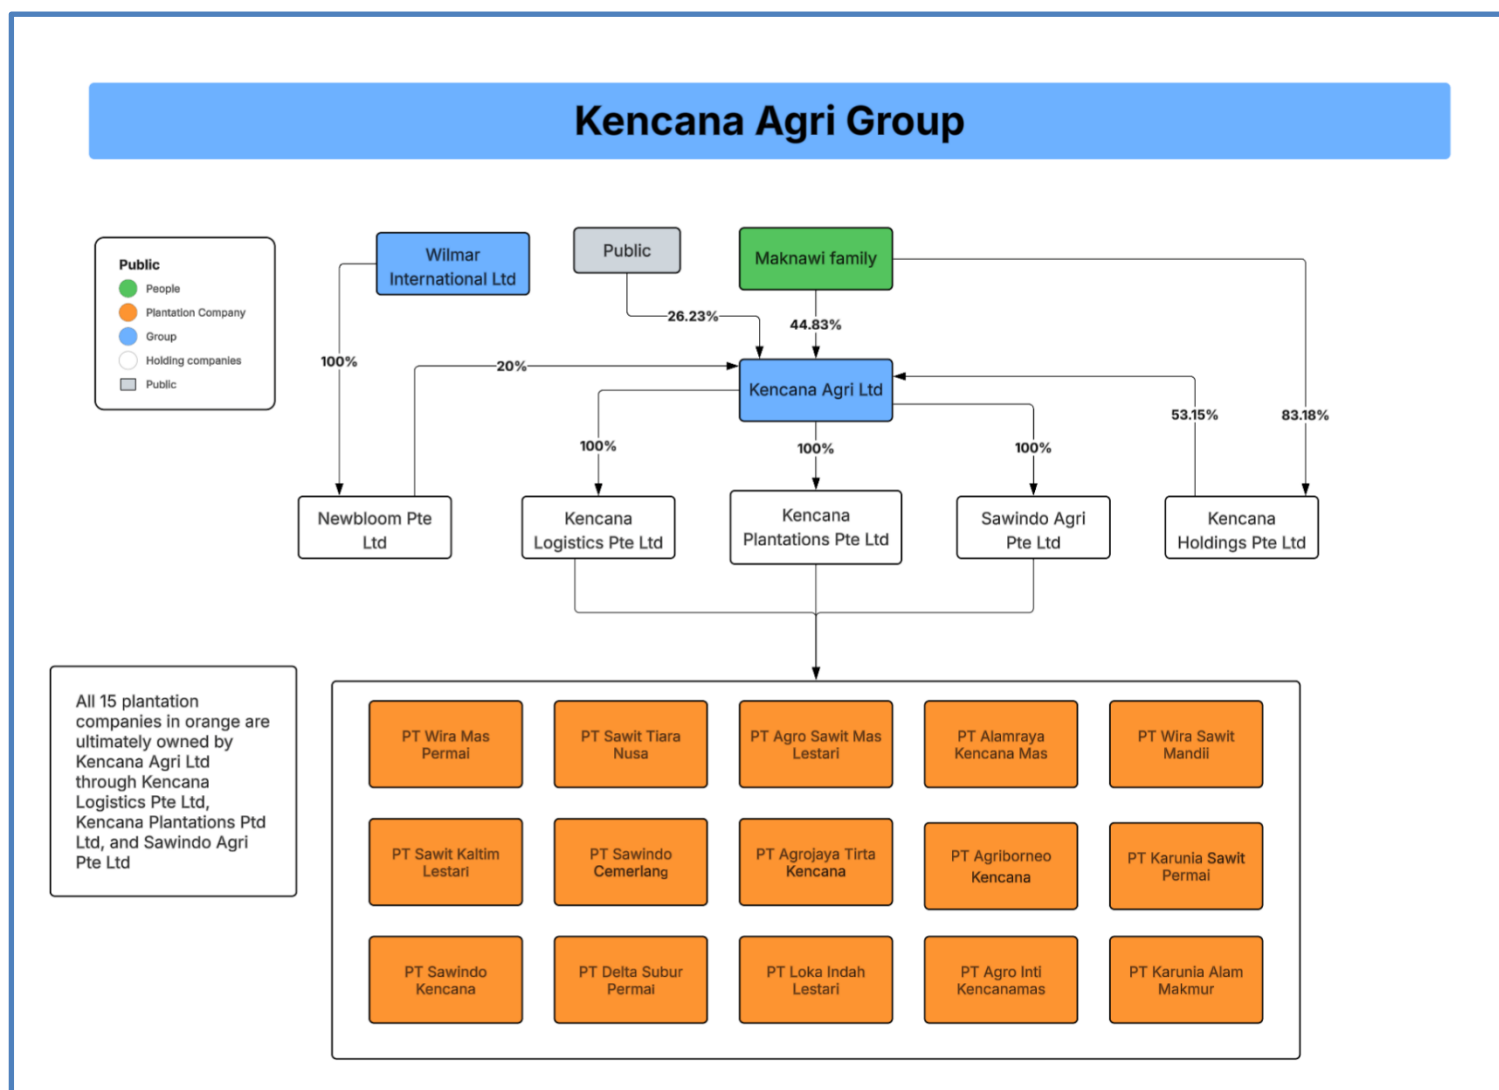 Kencana Agri Group
Public
People
Plantation Company
Group
Holding companies
Public
Wilmar
International Ltd
Public
Maknawi family
26.23%
44.83%
100%
20%
Kencana Agri Ltd
53.15%
83.18%
100%
100%
100%
Newbloom Pte
Ltd
Kencana
Logistics Pte Ltd
Kencana
Plantations Pte Ltd
Sawindo Agri
Pte Ltd
Kencana
Holdings Pte Ltd
All 15 plantation
companies in orange are
ultimately owned by
Kencana Agri Ltd
through Kencana
Logistics Pte Ltd,
Kencana Plantations Ptd
Ltd, and Sawindo Agri
Pte Ltd
PT Wira Mas
Permai
PT Sawit Tiara
Nusa
PT Agro Sawit Mas
Lestari
PT Alamraya
Kencana Mas
PT Wira Sawit
Mandii
PT Sawit Kaltim
Lestari
PT Sawindo
Cemerlang
PT Agrojaya Tirta
Kencana
PT Agriborneo
Kencana
PT Karunia Sawit
Permai
PT Sawindo
Kencana
PT Delta Subur
Permai
PT Loka Indah
Lestari
PT Agro Inti
Kencanamas
PT Karunia Alam
Makmur